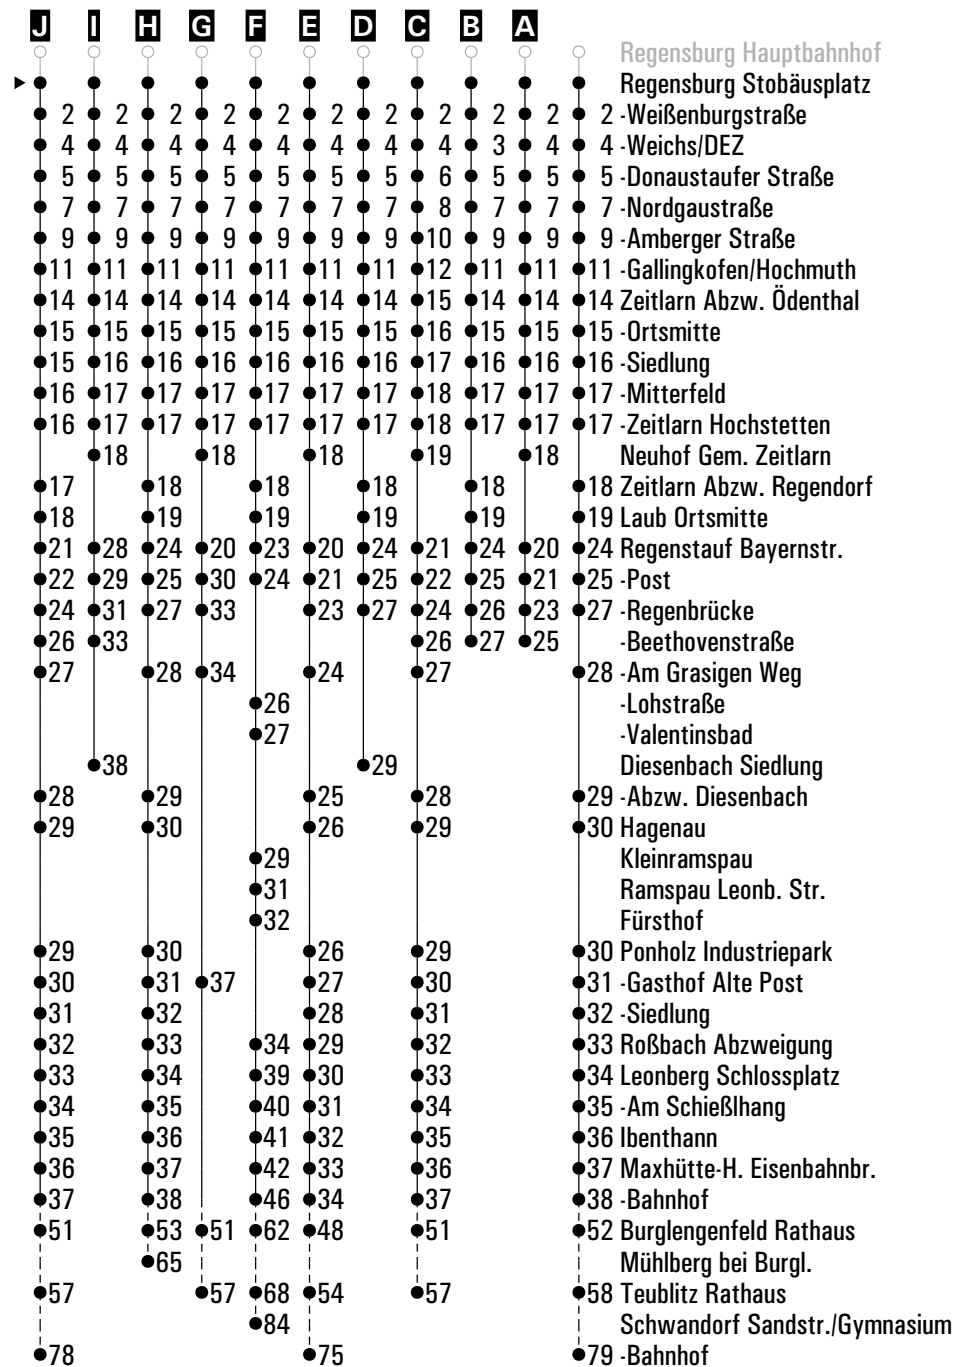 J I H G F E D C B A
Regensburg Hauptbahnhof
Regensburg Stobäusplatz
2 2 2 2 2 2 2 2 2 2 2 -Weißenburgstraße
4 4 4 4 4 4 4 4 3 4 4 -Weichs/DEZ
5 5 5 5 5 5 5 6 5 5 5 -Donaustaufer Straße
7 7 7 7 7 7 7 8 7 7 7 -Nordgaustraße
9 9 9 9 9 9 9 10 9 9 9 -Amberger Straße
11 11 11 11 11 11 11 12 11 11 11 -Gallingkofen/Hochmuth
14 14 14 14 14 14 14 15 14 14 14 Zeitlarn Abzw. Ödenthal
15 15 15 15 15 15 15 16 15 15 15 -Ortsmitte
15 16 16 16 16 16 16 17 16 16 16 -Siedlung
16 17 17 17 17 17 17 18 17 17 17 -Mitterfeld
16 17 17 17 17 17 17 18 17 17 17 -Zeitlarn Hochstetten
18 18 18 19 18 Neuhof Gem. Zeitlarn
17 18 18 18 18 18 Zeitlarn Abzw. Regendorf
18 19 19 19 19 19 Laub Ortsmitte
21 28 24 20 23 20 24 21 24 20 24 Regenstauf Bayernstr.
22 29 25 30 24 21 25 22 25 21 25 -Post
24 31 27 33 23 27 24 26 23 27 -Regenbrücke
26 33 26 27 25 -Beethovenstraße
27 28 34 24 27 28 -Am Grasigen Weg
26 -Lohstraße
27 -Valentinsbad
38 29 Diesenbach Siedlung
28 29 25 28 29 -Abzw. Diesenbach
29 30 26 29 30 Hagenau
29 Kleinramspau
31 Ramspau Leonb. Str.
32 Fürsthof
29 30 26 29 30 Ponholz Industriepark
30 31 37 27 30 31 -Gasthof Alte Post
31 32 28 31 32 -Siedlung
32 33 34 29 32 33 Roßbach Abzweigung
33 34 39 30 33 34 Leonberg Schlossplatz
34 35 40 31 34 35 -Am Schießlhang
35 36 41 32 35 36 Ibenthann
36 37 42 33 36 37 Maxhütte-H. Eisenbahnbr.
37 38 46 34 37 38 -Bahnhof
51 53 51 62 48 51 52 Burglengenfeld Rathaus
65 Mühlberg bei Burgl.
57 57 68 54 57 58 Teublitz Rathaus
84 Schwandorf Sandstr./Gymnasium
78 75 79 -Bahnhof